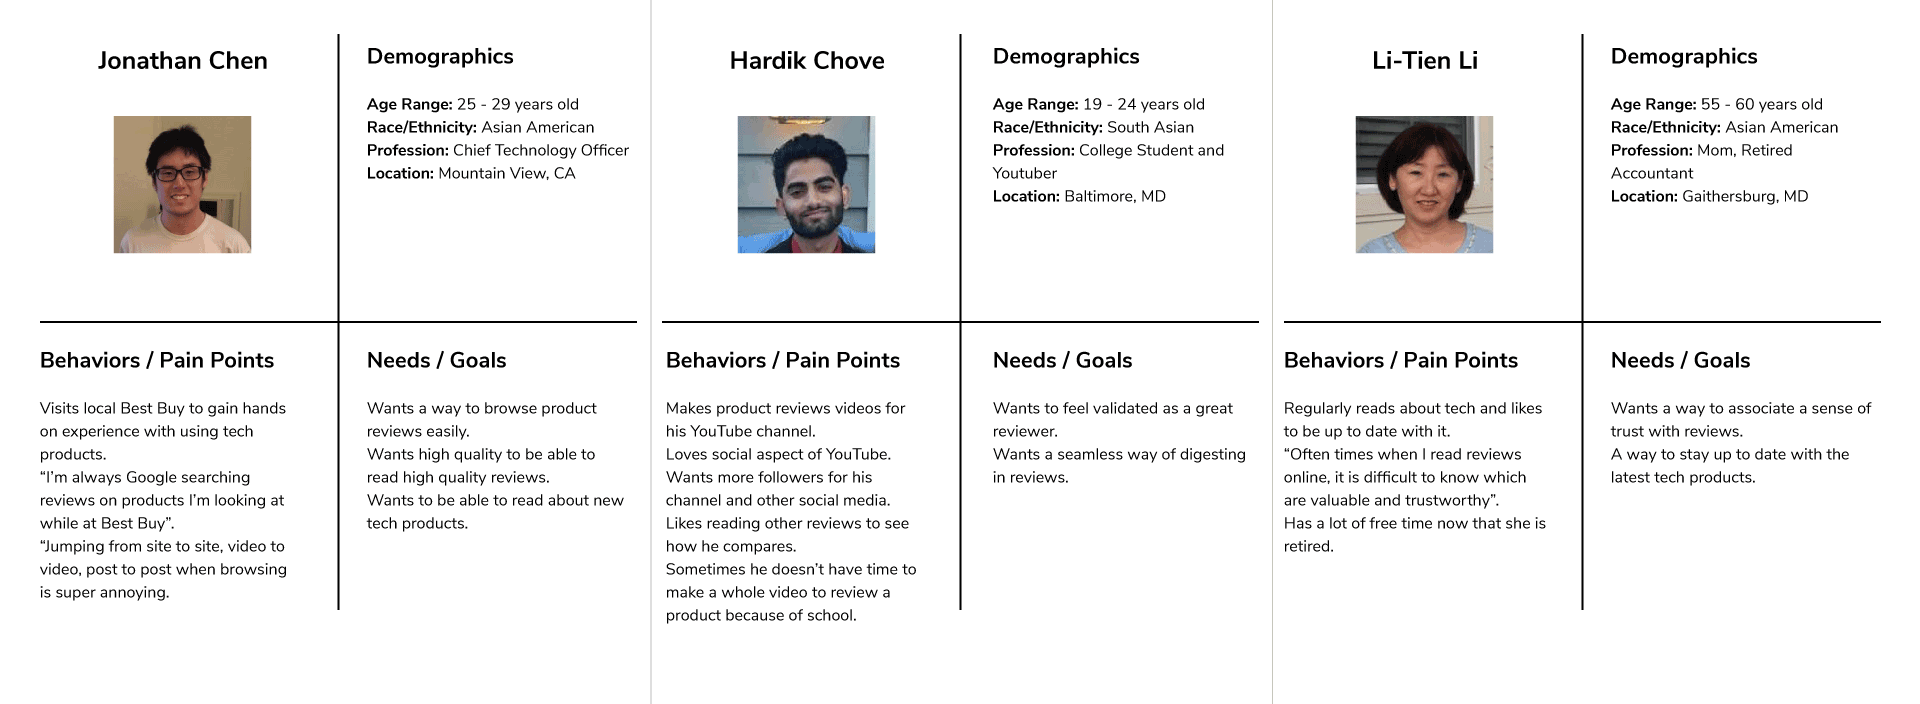 Jonathan Chen
Demographics
Age Range: 25 - 29 years old
Race/Ethnicity: Asian American
Profession: Chief Technology Officer
Location: Mountain View, CA
Behaviors / Pain Points
Visits local Best Buy to gain hands
on experience with using tech
products.
“I’m always Google searching
reviews on products I’m looking at
while at Best Buy”.
“Jumping from site to site, video to
video, post to post when browsing
is super annoying.
Needs / Goals
Wants a way to browse product
reviews easily.
Wants high quality to be able to
read high quality reviews.
Wants to be able to read about new
tech products.
Hardik Chove
Demographics
Age Range: 19 - 24 years old
Race/Ethnicity: South Asian
Profession: College Student and
Youtuber
Location: Baltimore, MD
Behaviors / Pain Points
Makes product reviews videos for
his YouTube channel.
Loves social aspect of YouTube.
Wants more followers for his
channel and other social media.
Likes reading other reviews to see
how he compares.
Sometimes he doesn’t have time to
make a whole video to review a
product because of school.
Needs / Goals
Wants to feel validated as a great
reviewer.
Wants a seamless way of digesting
in reviews.
Li-Tien Li
Demographics
Age Range: 55 - 60 years old
Race/Ethnicity: Asian American
Profession: Mom, Retired
Accountant
Location: Gaithersburg, MD
Behaviors / Pain Points
Regularly reads about tech and likes
to be up to date with it.
“Often times when I read reviews
online, it is difficult to know which
are valuable and trustworthy”.
Has a lot of free time now that she is
retired.
Needs / Goals
Wants a way to associate a sense of
trust with reviews.
A way to stay up to date with the
latest tech products.